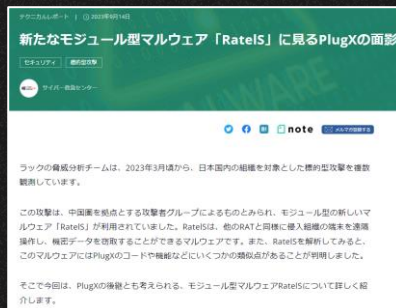 テクニカルレポート | 2023年9月14日
新たなモジュール型マルウェア「RatelS」に見るPlugXの面影
セキュリティ 標的型攻撃
サイバー救急センター
note メルマガ登録する
ラックの脅威分析チームは、2023年3月頃から、日本国内の組織を対象とした標的型攻撃を複数
観測しています。
この攻撃は、中国圏を拠点とする攻撃者グループによるものとみられ、モジュール型の新しいマ
ルウェア「RatelS」が利用されていました。RatelSは、他のRATと同様に侵入組織の端末を遠隔
操作し、機密データを窃取することができるマルウェアです。また、RatelSを解析してみると、
このマルウェアにはPlugXのコードや機能などにいくつかの類似点があることが判明しました。
そこで今回は、PlugXの後継とも考えられる、モジュール型マルウェアRatelSについて詳しく紹
介します。